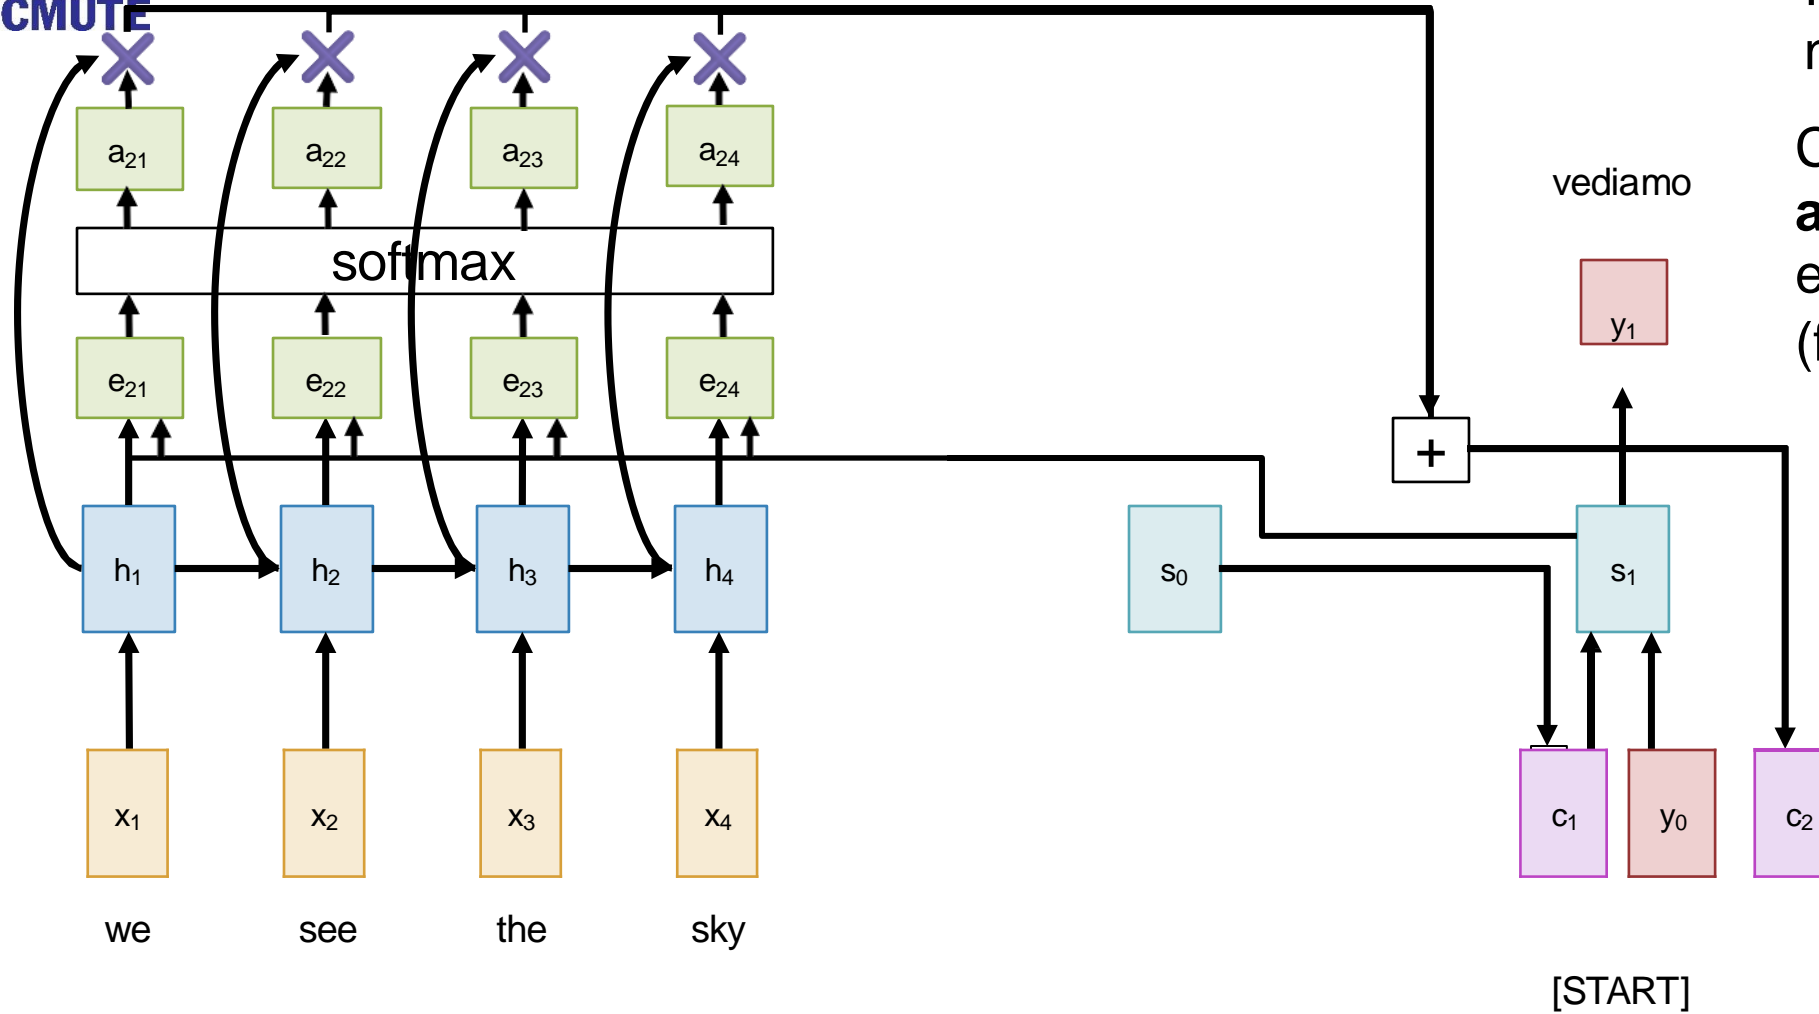 CMUTE
a21 a22 a23 a24
vediamo
softmax
y1
e21 e22 e23 e24
+
h1 h2 h3 h4 s0 s1
x1 x2 x3 x4 c1 y0 c2
we see the sky
[START]